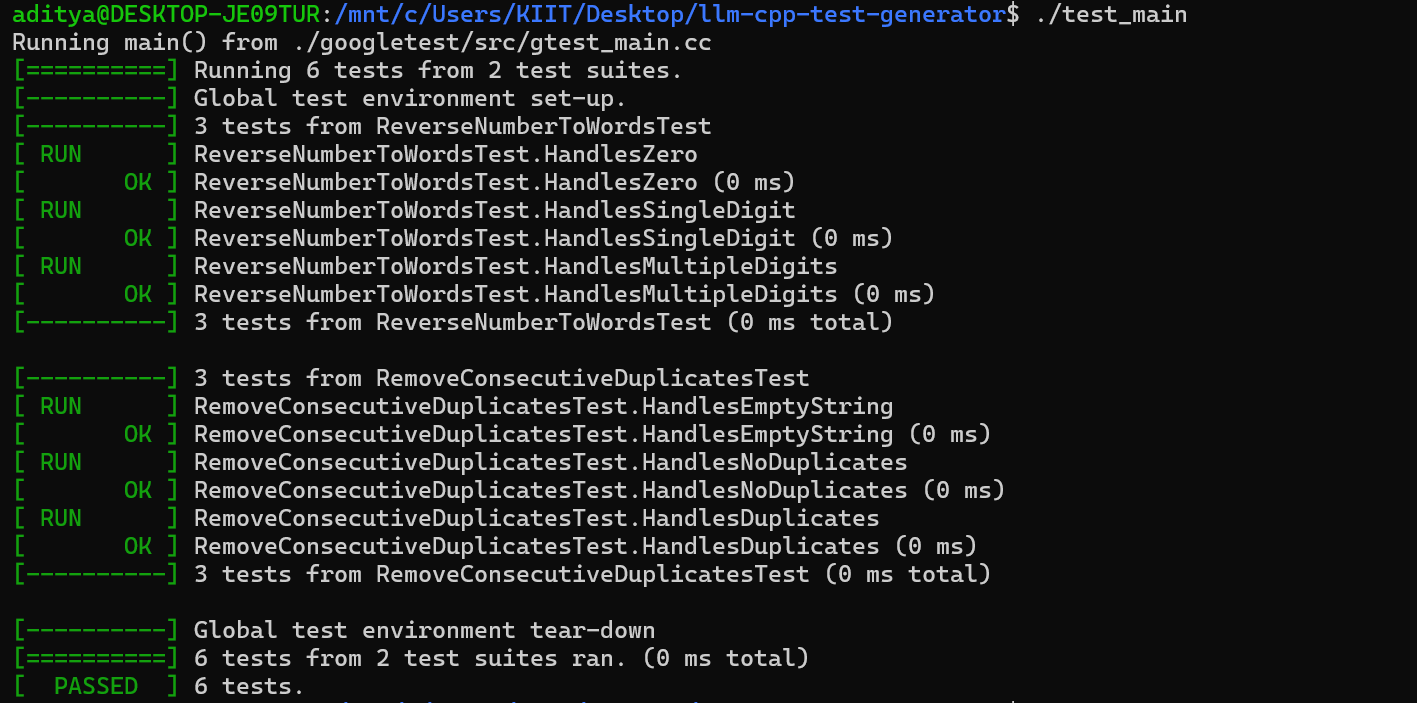 aditya@DESKTOP-JE09TUR:/mnt/c/Users/KIIT/Desktop/llm-cpp-test-generator$ ./test_main
Running main() from ./googletest/src/gtest_main.cc
[==========] Running 6 tests from 2 test suites.
[----------] Global test environment set-up.
[----------] 3 tests from ReverseNumberToWordsTest
[ RUN      ] ReverseNumberToWordsTest.HandlesZero
[       OK ] ReverseNumberToWordsTest.HandlesZero (0 ms)
[ RUN      ] ReverseNumberToWordsTest.HandlesSingleDigit
[       OK ] ReverseNumberToWordsTest.HandlesSingleDigit (0 ms)
[ RUN      ] ReverseNumberToWordsTest.HandlesMultipleDigits
[       OK ] ReverseNumberToWordsTest.HandlesMultipleDigits (0 ms)
[----------] 3 tests from ReverseNumberToWordsTest (0 ms total)

[----------] 3 tests from RemoveConsecutiveDuplicatesTest
[ RUN      ] RemoveConsecutiveDuplicatesTest.HandlesEmptyString
[       OK ] RemoveConsecutiveDuplicatesTest.HandlesEmptyString (0 ms)
[ RUN      ] RemoveConsecutiveDuplicatesTest.HandlesNoDuplicates
[       OK ] RemoveConsecutiveDuplicatesTest.HandlesNoDuplicates (0 ms)
[ RUN      ] RemoveConsecutiveDuplicatesTest.HandlesDuplicates
[       OK ] RemoveConsecutiveDuplicatesTest.HandlesDuplicates (0 ms)
[----------] 3 tests from RemoveConsecutiveDuplicatesTest (0 ms total)

[----------] Global test environment tear-down
[==========] 6 tests from 2 test suites ran. (0 ms total)
[  PASSED  ] 6 tests.